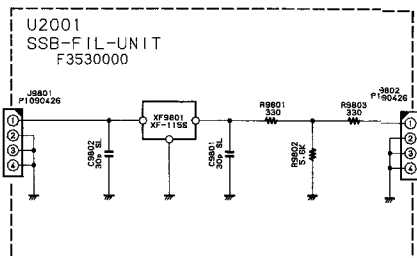 U2001
SSB-FIL-UNIT
F3530000
J9801
P1090426
1
2
3
4
C9802
30p SL
XF9801
XF-115S
C9801
30p SL
R9801
330
R9802
5.6K
R9803
330
9802
P1090426
1
2
3
4